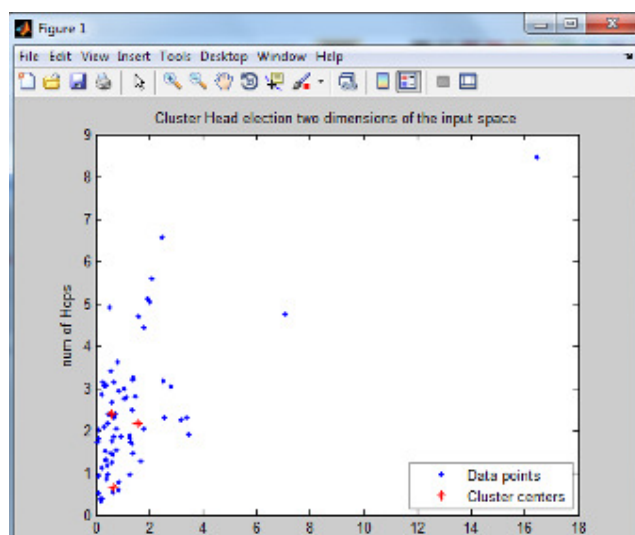 Figure 1
File Edit View Insert Tools Desktop Window Help
Cluster Head election two dimensions of the input space
9
8
7
6
5
4
3
2
1
0
num of Hops
Data points
Cluster centers
0 2 4 6 8 10 12 14 16 18